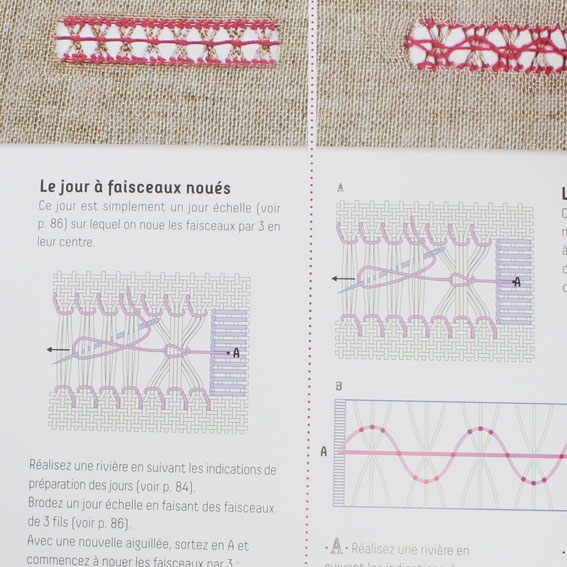 Le jour à faisceaux noués
Ce jour est simplement un jour échelle (voir
p. 86) sur lequel on noue les faisceaux par 3 en
leur centre.
A
Réalisez une rivière en suivant les indications de
préparation des jours (voir p. 84).
Brodez un jour échelle en faisant des faisceaux
de 3 fils (voir p. 86).
Avec une nouvelle aiguillée, sortez en A et
commencez à nouer les faisceaux par 3 :
A
A
B
A
• A • Réalisez une rivière en
suivant les indications de